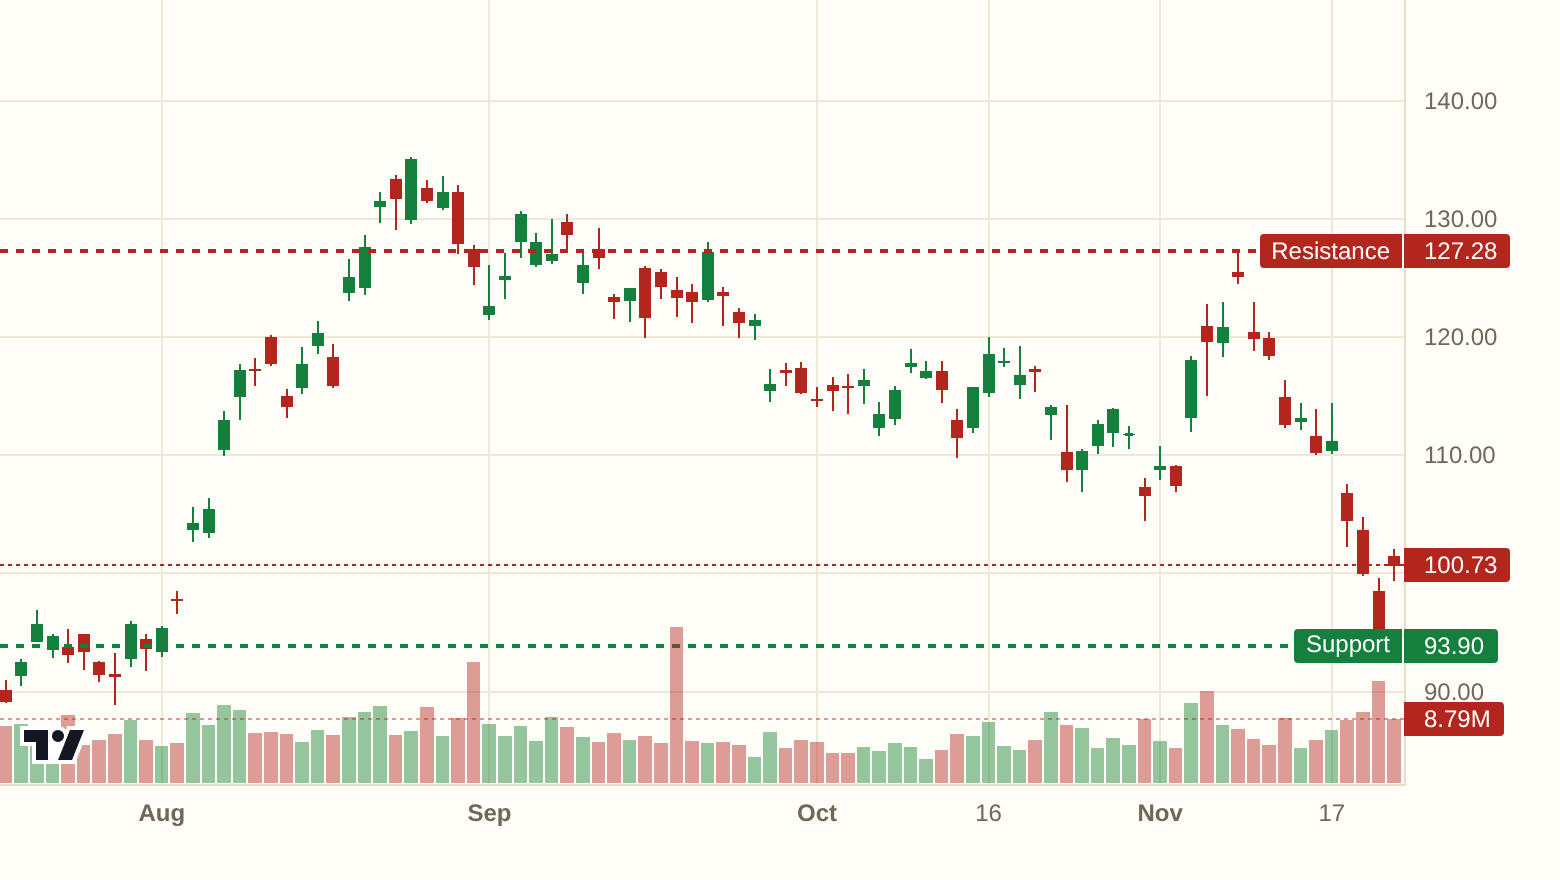 140.00
130.00
Resistance 127.28
120.00
110.00
100.73
Support 93.90
90.00
8.79M
Aug Sep Oct 16 Nov 17